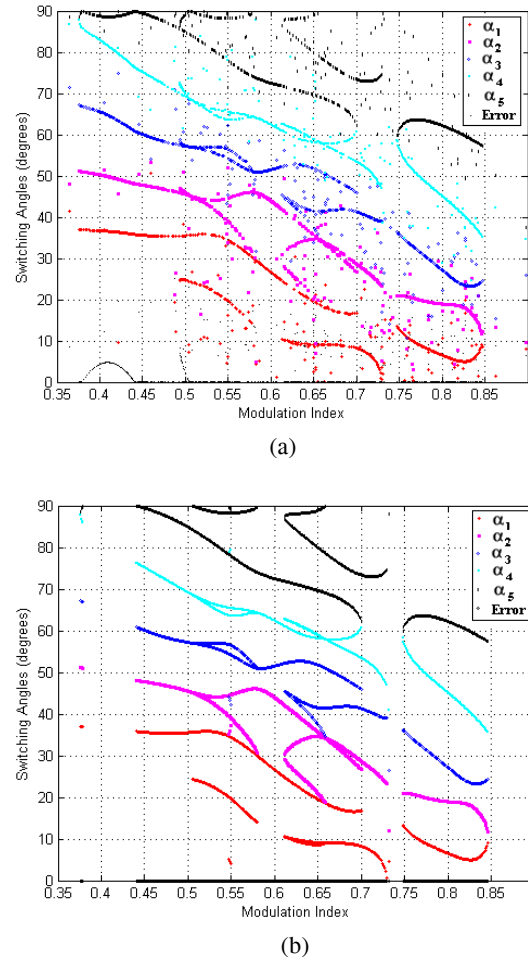 90
80
70
60
50
40
30
20
10
0
Switching Angles (degrees)
α1
α2
α3
α4
α5
Error
0.35 0.4 0.45 0.5 0.55 0.6 0.65 0.7 0.75 0.8 0.85
Modulation Index
(a)
90
80
70
60
50
40
30
20
10
0
Switching Angles (degrees)
α1
α2
α3
α4
α5
Error
0.35 0.4 0.45 0.5 0.55 0.6 0.65 0.7 0.75 0.8 0.85
Modulation Index
(b)